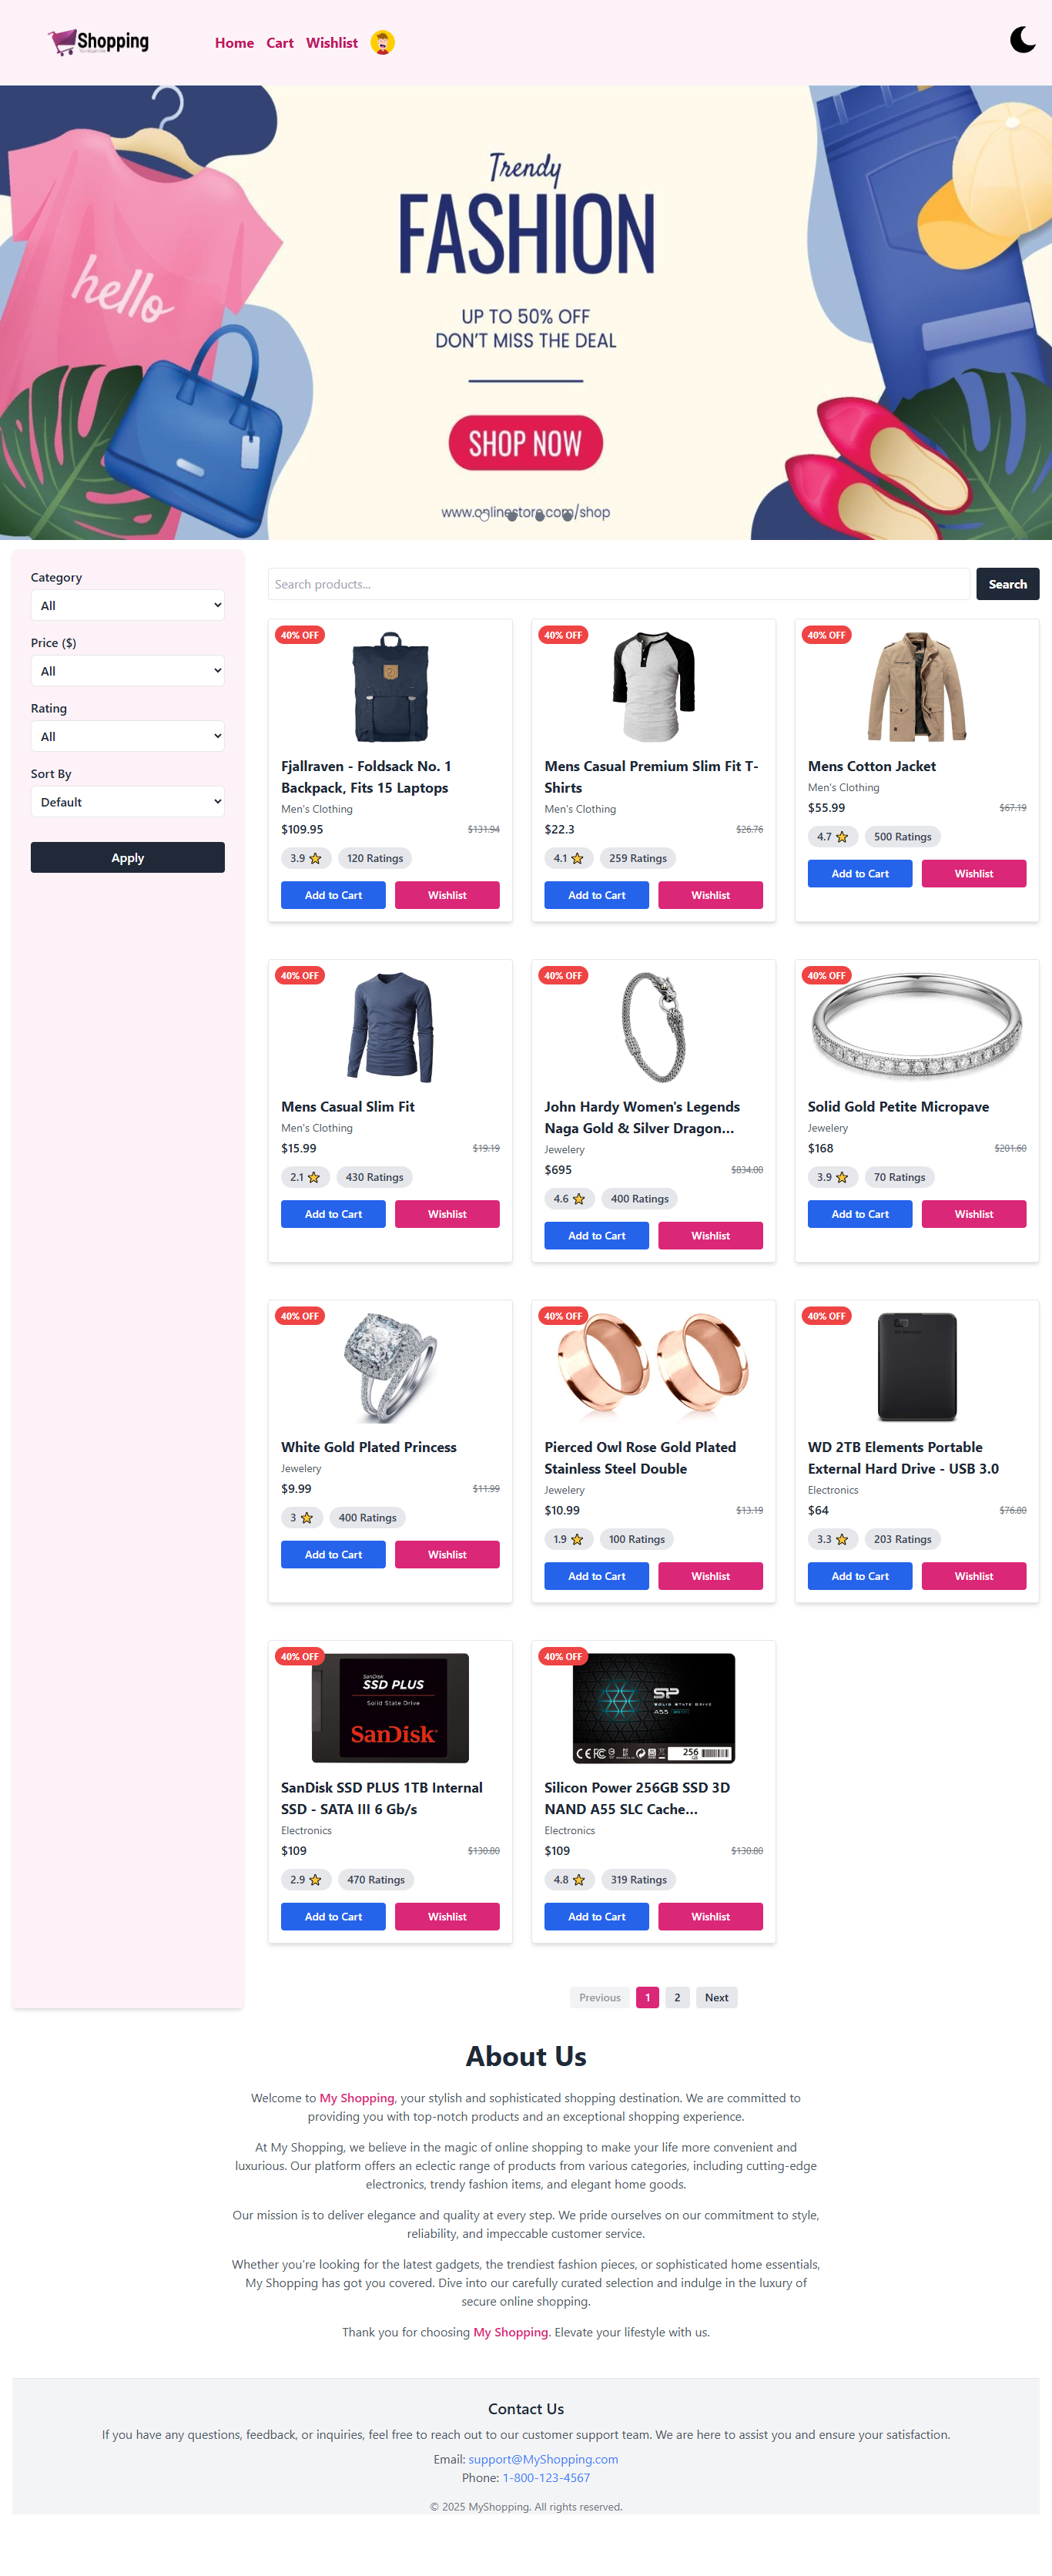 Shopping
Home Cart Wishlist
hello
Trendy
FASHION
UP TO 50% OFF
DON'T MISS THE DEAL
SHOP NOW
www.onlinestore.com/shop
Category
All
Price ($)
All
Rating
All
Sort By
Default
Apply
Search products... Search
40% OFF
Fjallraven - Foldsack No. 1
Backpack, Fits 15 Laptops
Men's Clothing
$109.95 $131.94
3.9 120 Ratings
Add to Cart Wishlist
40% OFF
Mens Casual Premium Slim Fit T-
Shirts
Men's Clothing
$22.3 $26.76
4.1 259 Ratings
Add to Cart Wishlist
40% OFF
Mens Cotton Jacket
Men's Clothing
$55.99 $67.19
4.7 500 Ratings
Add to Cart Wishlist
40% OFF
Mens Casual Slim Fit
Men's Clothing
$15.99 $19.19
2.1 430 Ratings
Add to Cart Wishlist
40% OFF
John Hardy Women's Legends
Naga Gold & Silver Dragon...
Jewelery
$695 $834.00
4.6 400 Ratings
Add to Cart Wishlist
40% OFF
Solid Gold Petite Micropave
Jewelery
$168 $201.60
3.9 70 Ratings
Add to Cart Wishlist
40% OFF
White Gold Plated Princess
Jewelery
$9.99 $11.99
3 400 Ratings
Add to Cart Wishlist
40% OFF
Pierced Owl Rose Gold Plated
Stainless Steel Double
Jewelery
$10.99 $13.19
1.9 100 Ratings
Add to Cart Wishlist
40% OFF
WD 2TB Elements Portable
External Hard Drive - USB 3.0
Electronics
$64 $76.80
3.3 203 Ratings
Add to Cart Wishlist
40% OFF
SanDisk
SSD PLUS
Solid State Drive
SanDisk
SanDisk SSD PLUS 1TB Internal
SSD - SATA III 6 Gb/s
Electronics
$109 $130.80
2.9 470 Ratings
Add to Cart Wishlist
40% OFF
SP
SOLID STATE DRIVE
A55
256
GB
Silicon Power 256GB SSD 3D
NAND A55 SLC Cache...
Electronics
$109 $130.80
4.8 319 Ratings
Add to Cart Wishlist
Previous 1 2 Next
About Us
Welcome to My Shopping, your stylish and sophisticated shopping destination. We are committed to
providing you with top-notch products and an exceptional shopping experience.
At My Shopping, we believe in the magic of online shopping to make your life more convenient and
luxurious. Our platform offers an eclectic range of products from various categories, including cutting-edge
electronics, trendy fashion items, and elegant home goods.
Our mission is to deliver elegance and quality at every step. We pride ourselves on our commitment to style,
reliability, and impeccable customer service.
Whether you're looking for the latest gadgets, the trendiest fashion pieces, or sophisticated home essentials,
My Shopping has got you covered. Dive into our carefully curated selection and indulge in the luxury of
secure online shopping.
Thank you for choosing My Shopping. Elevate your lifestyle with us.
Contact Us
If you have any questions, feedback, or inquiries, feel free to reach out to our customer support team. We are here to assist you and ensure your satisfaction.
Email: support@MyShopping.com
Phone: 1-800-123-4567
© 2025 MyShopping. All rights reserved.